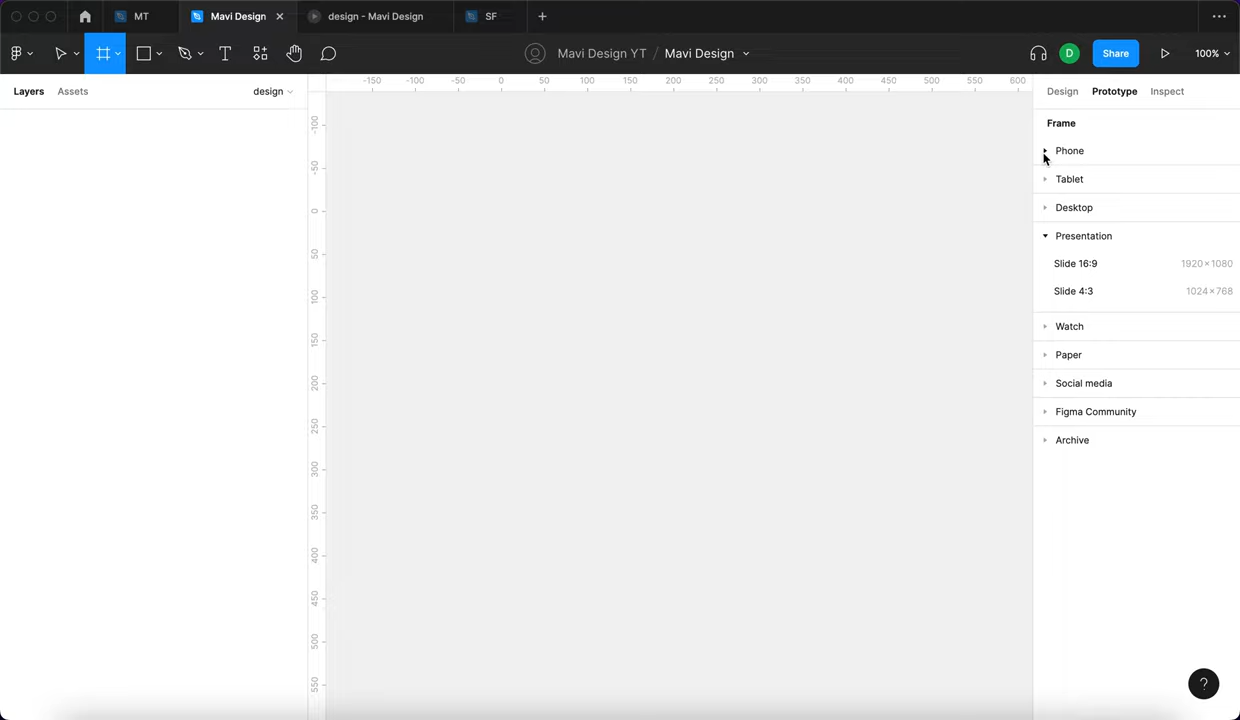 MT
Mavi Design
design - Mavi Design
SF
Mavi Design YT / Mavi Design
D
Share
100%
Layers
Assets
design
-150 -100 -50 0 50 100 150 200 250 300 350 400 450 500 550 600
Design
Prototype
Inspect
-100
-50
0
50
100
150
200
250
300
350
400
450
500
550
Frame
Phone
Tablet
Desktop
Presentation
Slide 16:9 1920×1080
Slide 4:3 1024×768
Watch
Paper
Social media
Figma Community
Archive
?